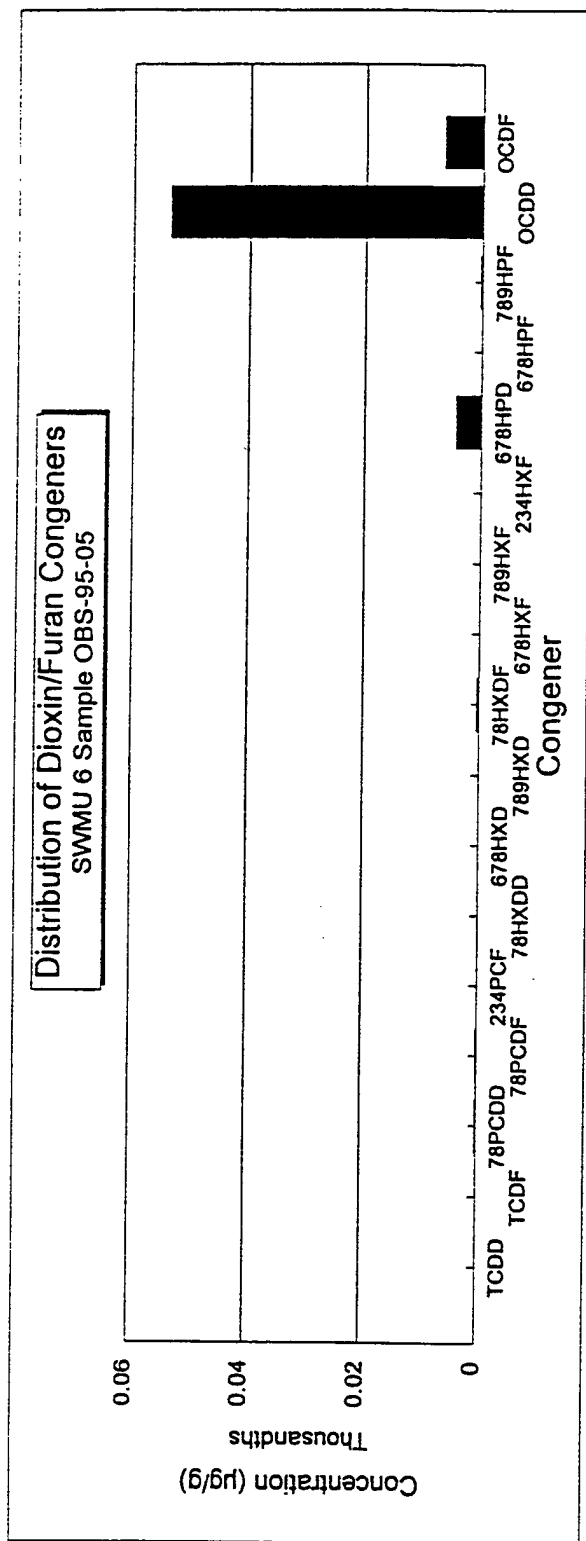 Distribution of Dioxin/Furan Congeners
SWMU 6 Sample OBS-95-05
Concentration (µg/g)
Thousandths
0.06
0.04
0.02
0
TCDD
TCDF
78PCDD
78PCDF
234PCF
78HXDD
678HXD
789HXD
78HXDF
678HXF
789HXF
234HXF
678HPD
678HPF
789HPF
OCDD
OCDF
Congener